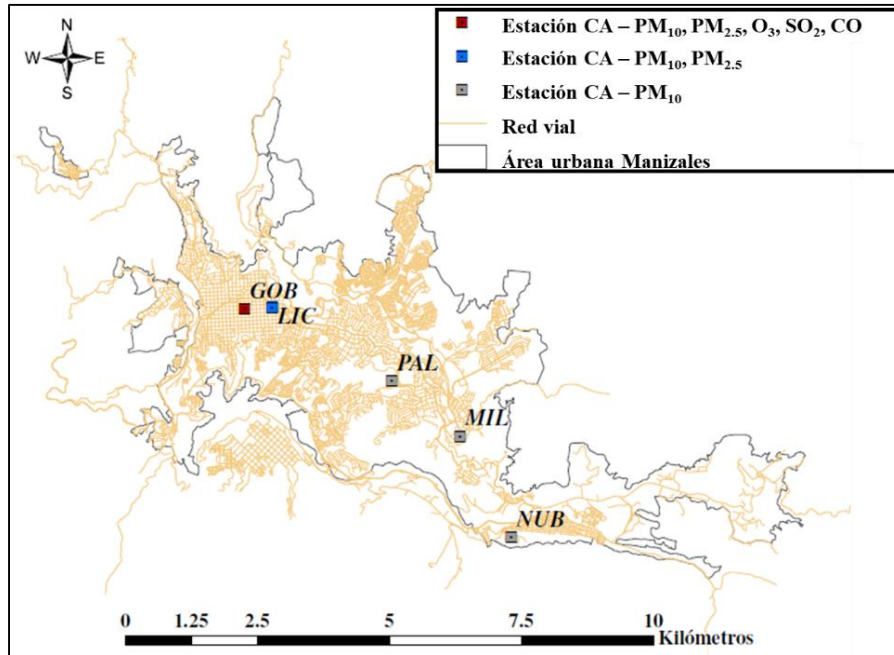 N
W E
S
Estación CA – PM₁₀, PM₂.₅, O₃, SO₂, CO
Estación CA – PM₁₀, PM₂.₅
Estación CA – PM₁₀
Red vial
Área urbana Manizales
GOB
LIC
PAL
MIL
NUB
0 1.25 2.5 5 7.5 10
Kilómetros